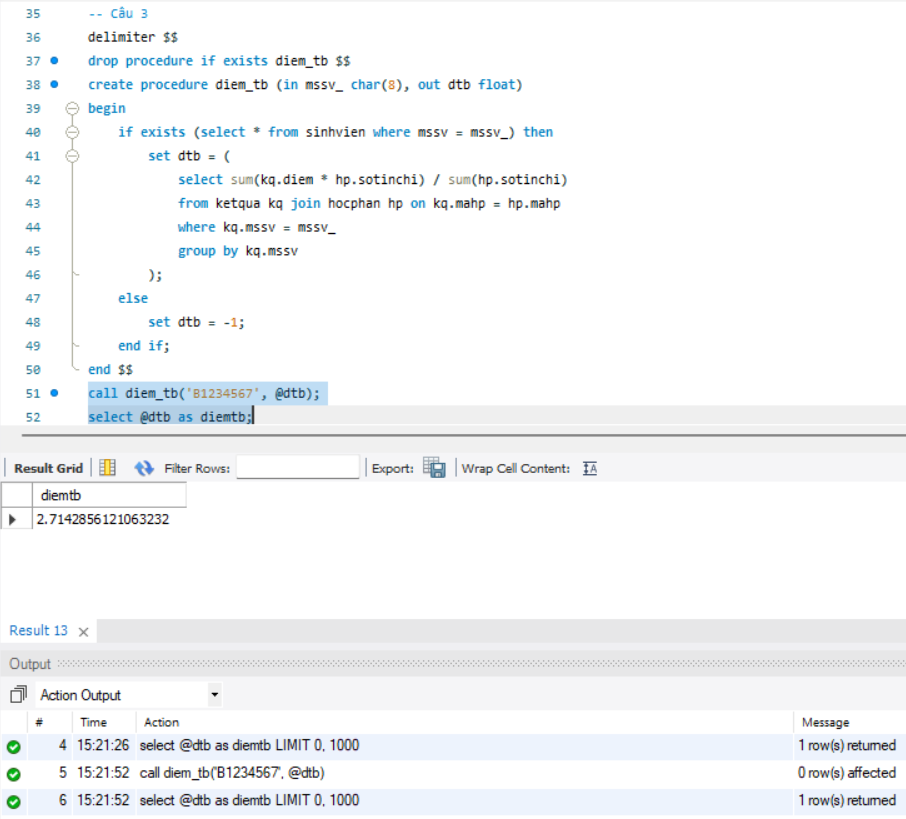 35 -- Câu 3
36 delimiter $$
37 drop procedure if exists diem_tb $$
38 create procedure diem_tb (in mssv_ char(8), out dtb float)
39 begin
40 if exists (select * from sinhvien where mssv = mssv_) then
41 set dtb = (
42 select sum(kq.diem * hp.sotinchi) / sum(hp.sotinchi)
43 from ketqua kq join hocphan hp on kq.mahp = hp.mahp
44 where kq.mssv = mssv_
45 group by kq.mssv
46 );
47 else
48 set dtb = -1;
49 end if;
50 end $$
51 call diem_tb('B1234567', @dtb);
52 select @dtb as diemtb;
Result Grid Filter Rows: Export: Wrap Cell Content: IA
diemtb
2.7142856121063232
Result 13 ×
Output
Action Output
# Time Action Message
4 15:21:26 select @dtb as diemtb LIMIT 0, 1000 1 row(s) returned
5 15:21:52 call diem_tb('B1234567', @dtb) 0 row(s) affected
6 15:21:52 select @dtb as diemtb LIMIT 0, 1000 1 row(s) returned